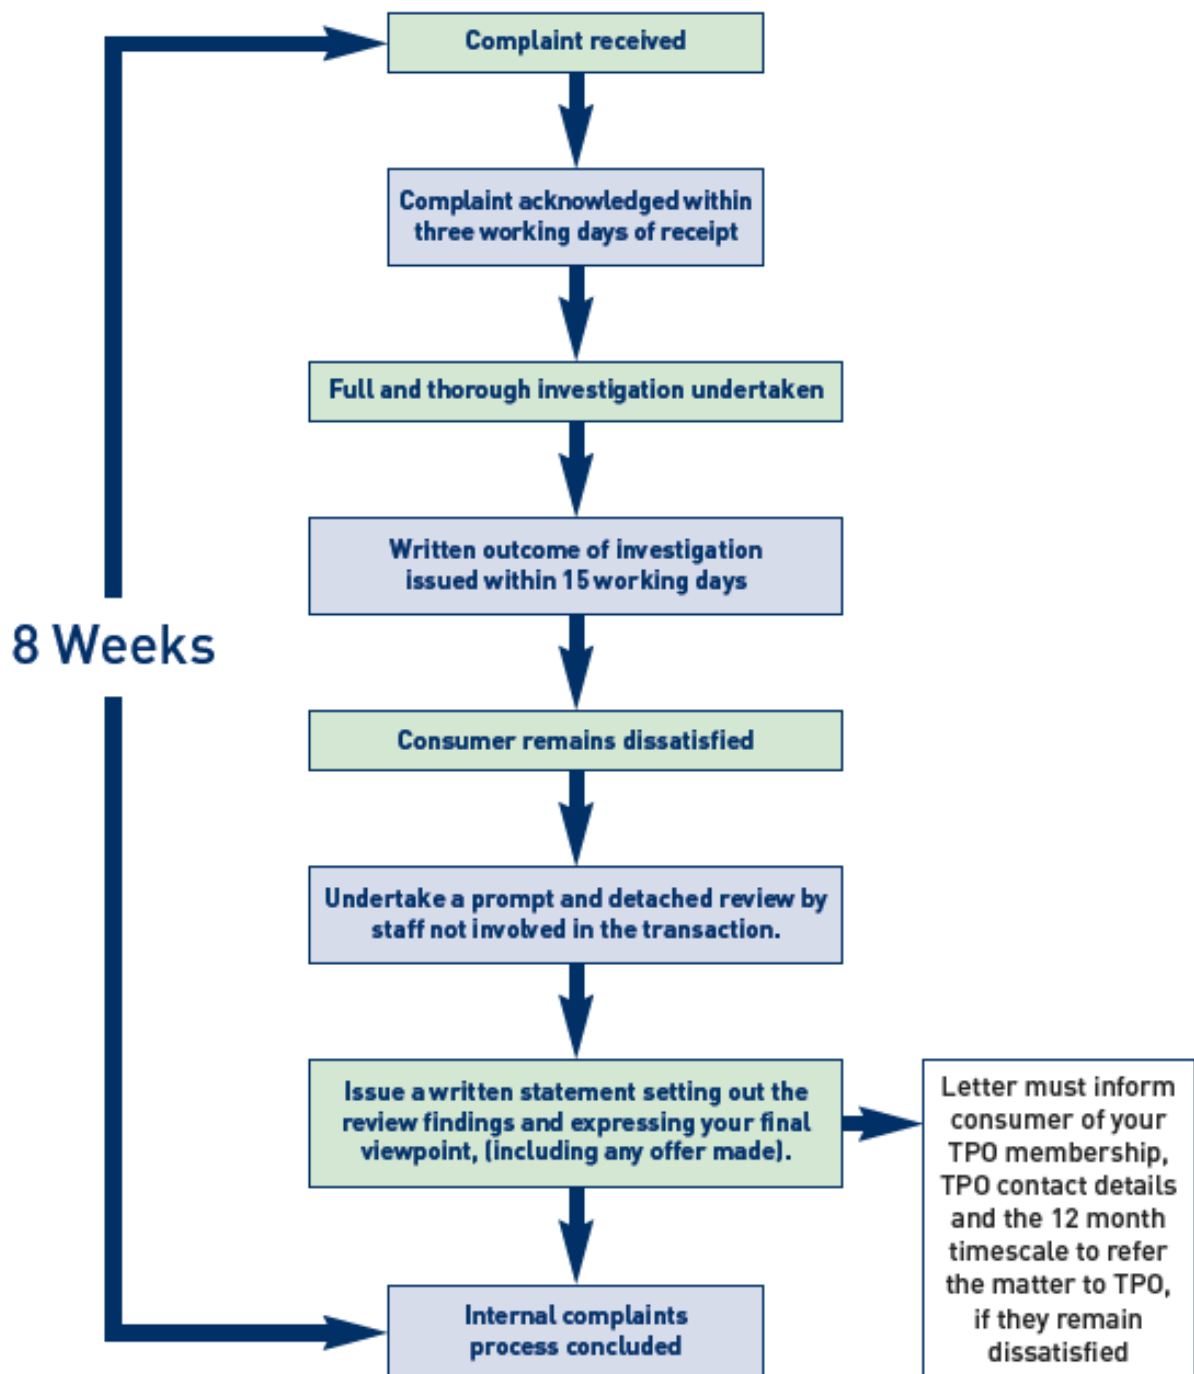 Complaint received
Complaint acknowledged within
three working days of receipt
Full and thorough investigation undertaken
Written outcome of investigation
issued within 15 working days
8 Weeks
Consumer remains dissatisfied
Undertake a prompt and detached review by
staff not involved in the transaction.
Issue a written statement setting out the
review findings and expressing your final
viewpoint, (including any offer made).
Letter must inform
consumer of your
TPO membership,
TPO contact details
and the 12 month
timescale to refer
the matter to TPO,
if they remain
dissatisfied
Internal complaints
process concluded